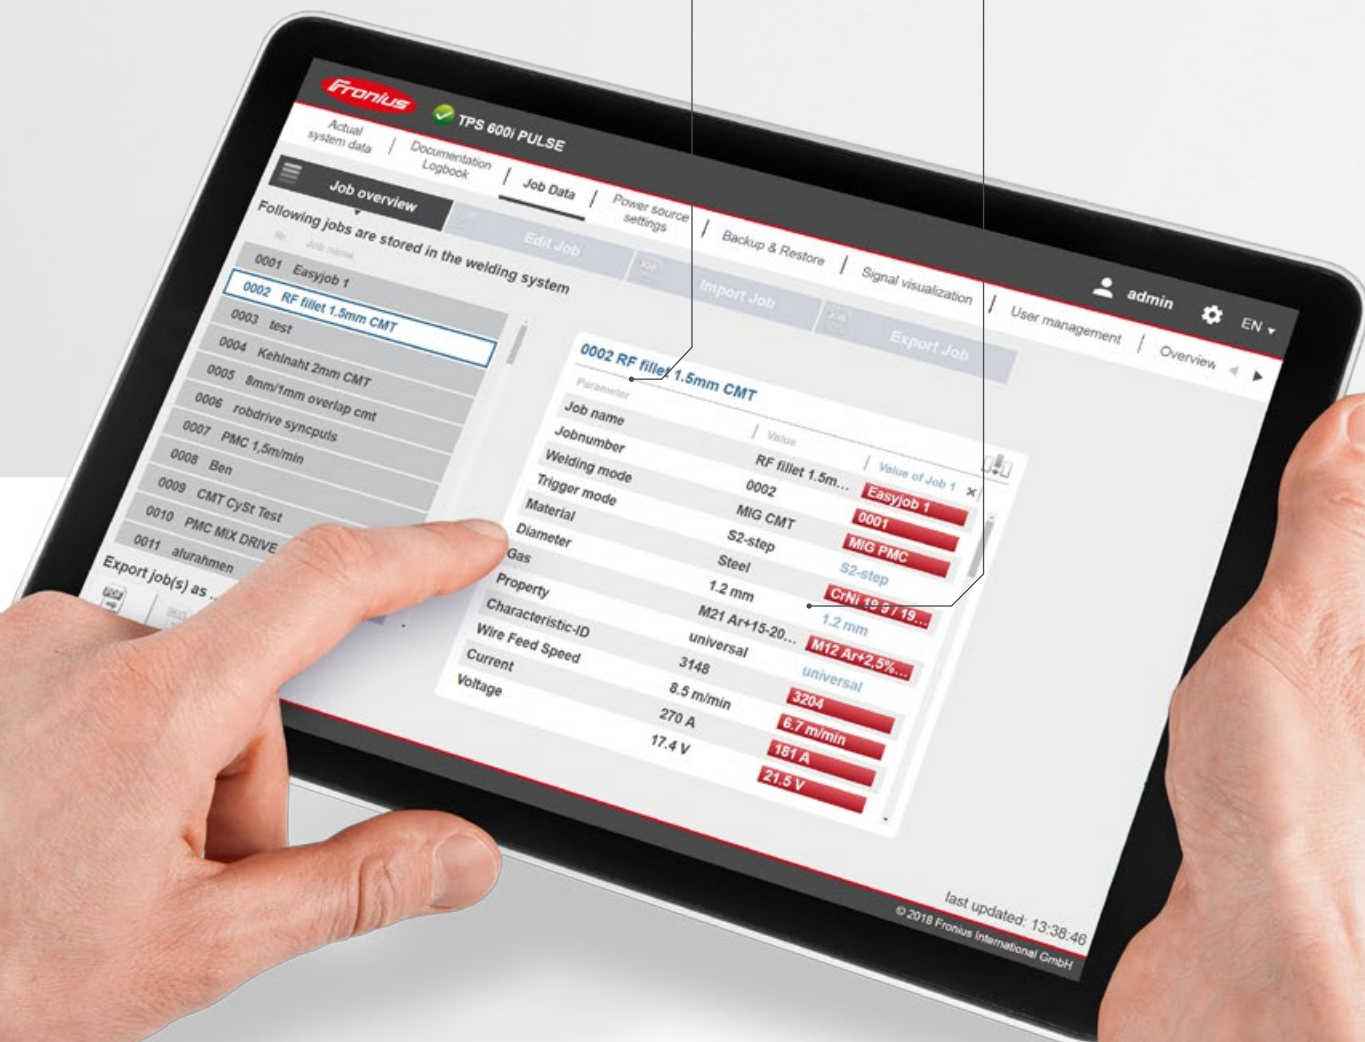 Fronius
TPS 600i PULSE
admin
EN
Actual system data
Documentation Logbook
Job Data
Power source settings
Backup & Restore
Signal visualization
User management
Overview
Job overview
Edit Job
Import Job
Export Job
Following jobs are stored in the welding system
Nr. Job name
0001 Easyjob 1
0002 RF fillet 1.5mm CMT
0003 test
0004 Kehlnaht 2mm CMT
0005 8mm/1mm overlap cmt
0006 robdrive syncpuls
0007 PMC 1,5m/min
0008 Ben
0009 CMT CySt Test
0010 PMC MIX DRIVE
0011 alurahmen
Export job(s) as ..
0002 RF fillet 1.5mm CMT
Parameter Value Value of Job 1
Job name RF fillet 1.5m... Easyjob 1
Jobnumber 0002 0001
Welding mode MIG CMT MIG PMC
Trigger mode S2-step S2-step
Material Steel CrNi 19 9 / 19...
Diameter 1.2 mm 1.2 mm
Gas M21 Ar+15-20... M12 Ar+2,5%...
Property universal universal
Characteristic-ID 3148 3204
Wire Feed Speed 8.5 m/min 6.7 m/min
Current 270 A 181 A
Voltage 17.4 V 21.5 V
last updated: 13:38:46
© 2018 Fronius International GmbH